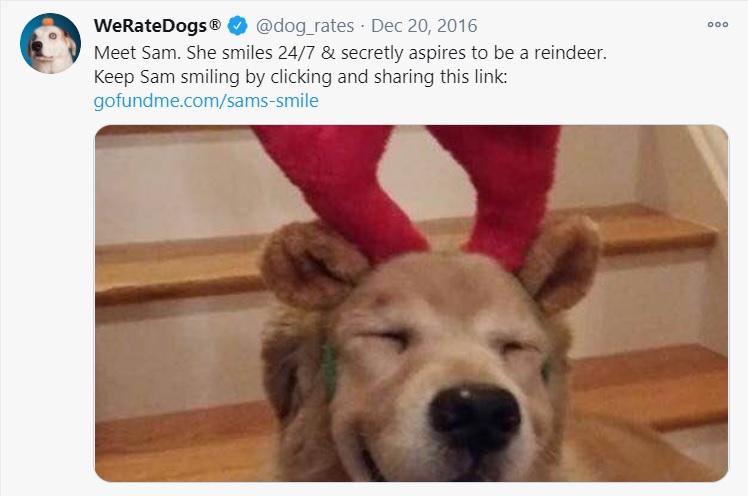 WeRateDogs® @dog_rates · Dec 20, 2016
Meet Sam. She smiles 24/7 & secretly aspires to be a reindeer.
Keep Sam smiling by clicking and sharing this link:
gofundme.com/sams-smile